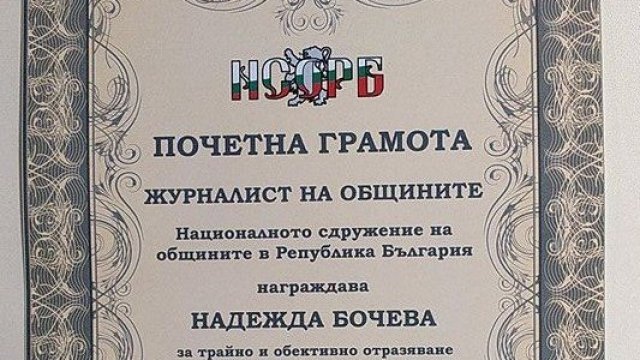 НСОРБ
ПОЧЕТНА ГРАМОТА
ЖУРНАЛИСТ НА ОБЩИНИТЕ
Националното сдружение на
общините в Република България
награждава
НАДЕЖДА БОЧЕВА
за трайно и обективно отразяване